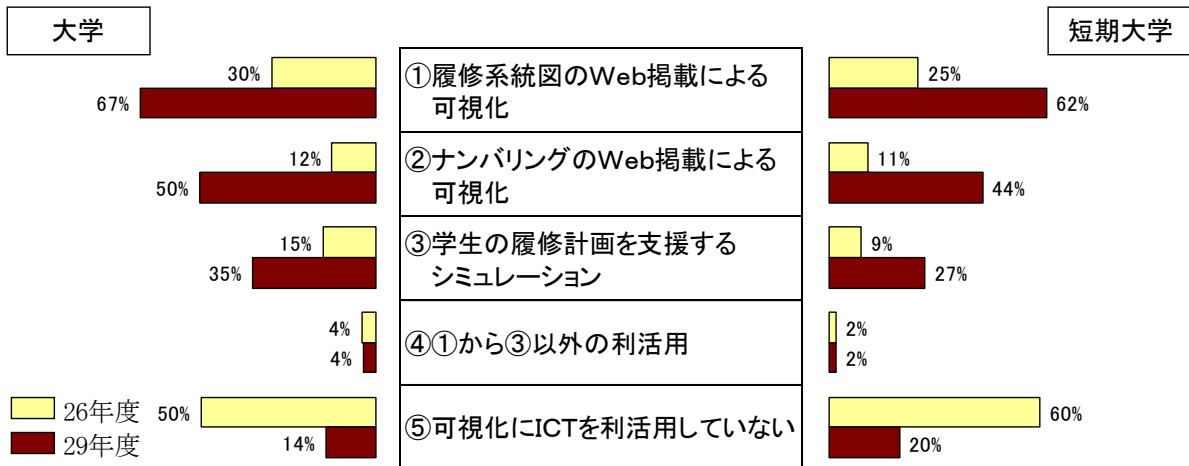 大学
短期大学
30%
67%
①履修系統図のWeb掲載による
可視化
25%
62%
12%
50%
②ナンバリングのWeb掲載による
可視化
11%
44%
15%
35%
③学生の履修計画を支援する
シミュレーション
9%
27%
4%
4%
④①から③以外の利活用
2%
2%
26年度
29年度
50%
14%
⑤可視化にICTを利活用していない
60%
20%